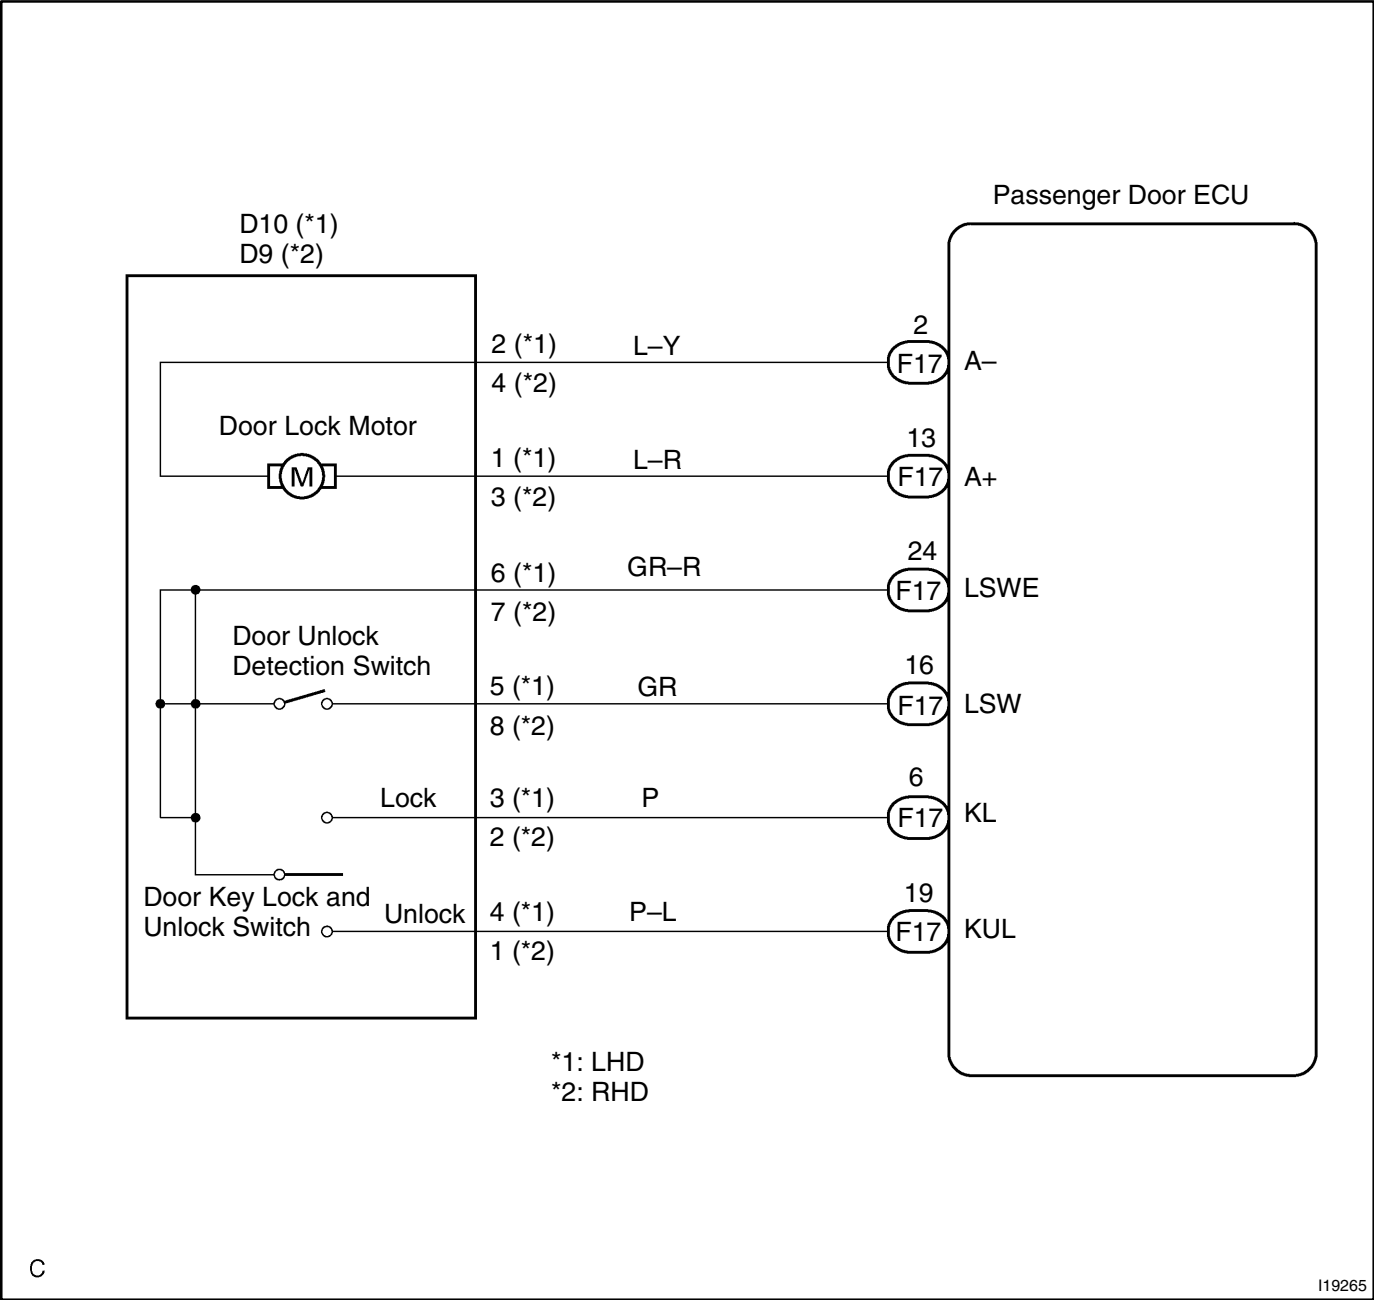 Passenger Door ECU
D10 (*1)
D9 (*2)
2 (*1)
L–Y
4 (*2)
2
F17
A–
Door Lock Motor
M
1 (*1)
L–R
3 (*2)
13
F17
A+
6 (*1)
GR–R
7 (*2)
24
F17
LSWE
Door Unlock
Detection Switch
5 (*1)
GR
8 (*2)
16
F17
LSW
Lock
3 (*1)
P
2 (*2)
6
F17
KL
Door Key Lock and
Unlock Switch
Unlock
4 (*1)
P–L
1 (*2)
19
F17
KUL
*1: LHD
*2: RHD
C
I19265